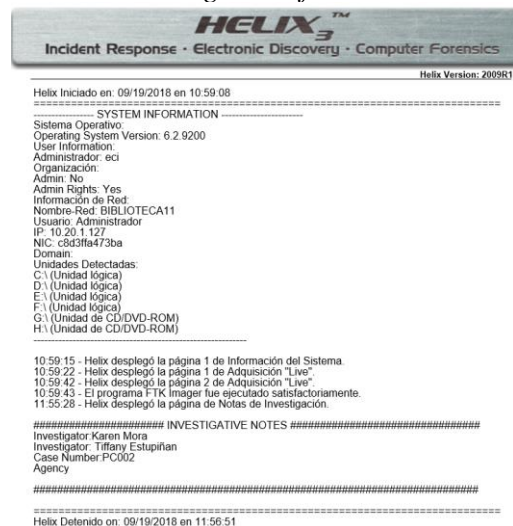 HELIX3™
Incident Response · Electronic Discovery · Computer Forensics
Helix Version: 2009R1
Helix Iniciado en: 09/19/2018 en 10:59:08
================================================================================
----------------- SYSTEM INFORMATION -----------------------
Sistema Operativo:
Operating System Version: 6.2.9200
User Information:
Administrador: eci
Organización:
Admin: No
Admin Rights: Yes
Información de Red:
Nombre-Red: BIBLIOTECA11
Usuario: Administrador
IP: 10.20.1.127
NIC: c8d3ffa473ba
Domain:
Unidades Detectadas:
C:\ (Unidad lógica)
D:\ (Unidad lógica)
E:\ (Unidad lógica)
F:\ (Unidad lógica)
G:\ (Unidad de CD/DVD-ROM)
H:\ (Unidad de CD/DVD-ROM)
-------------------------------------------------------------
10:59:15 - Helix desplegó la página 1 de Información del Sistema.
10:59:22 - Helix desplegó la página 1 de Adquisición "Live".
10:59:42 - Helix desplegó la página 2 de Adquisición "Live".
10:59:43 - El programa FTK Imager fue ejecutado satisfactoriamente.
11:55:28 - Helix desplegó la página de Notas de Investigación.
####################### INVESTIGATIVE NOTES #################################
Investigator:Karen Mora
Investigator: Tiffany Estupiñan
Case Number:PC002
Agency
##############################################################################
================================================================================
Helix Detenido on: 09/19/2018 en 11:56:51